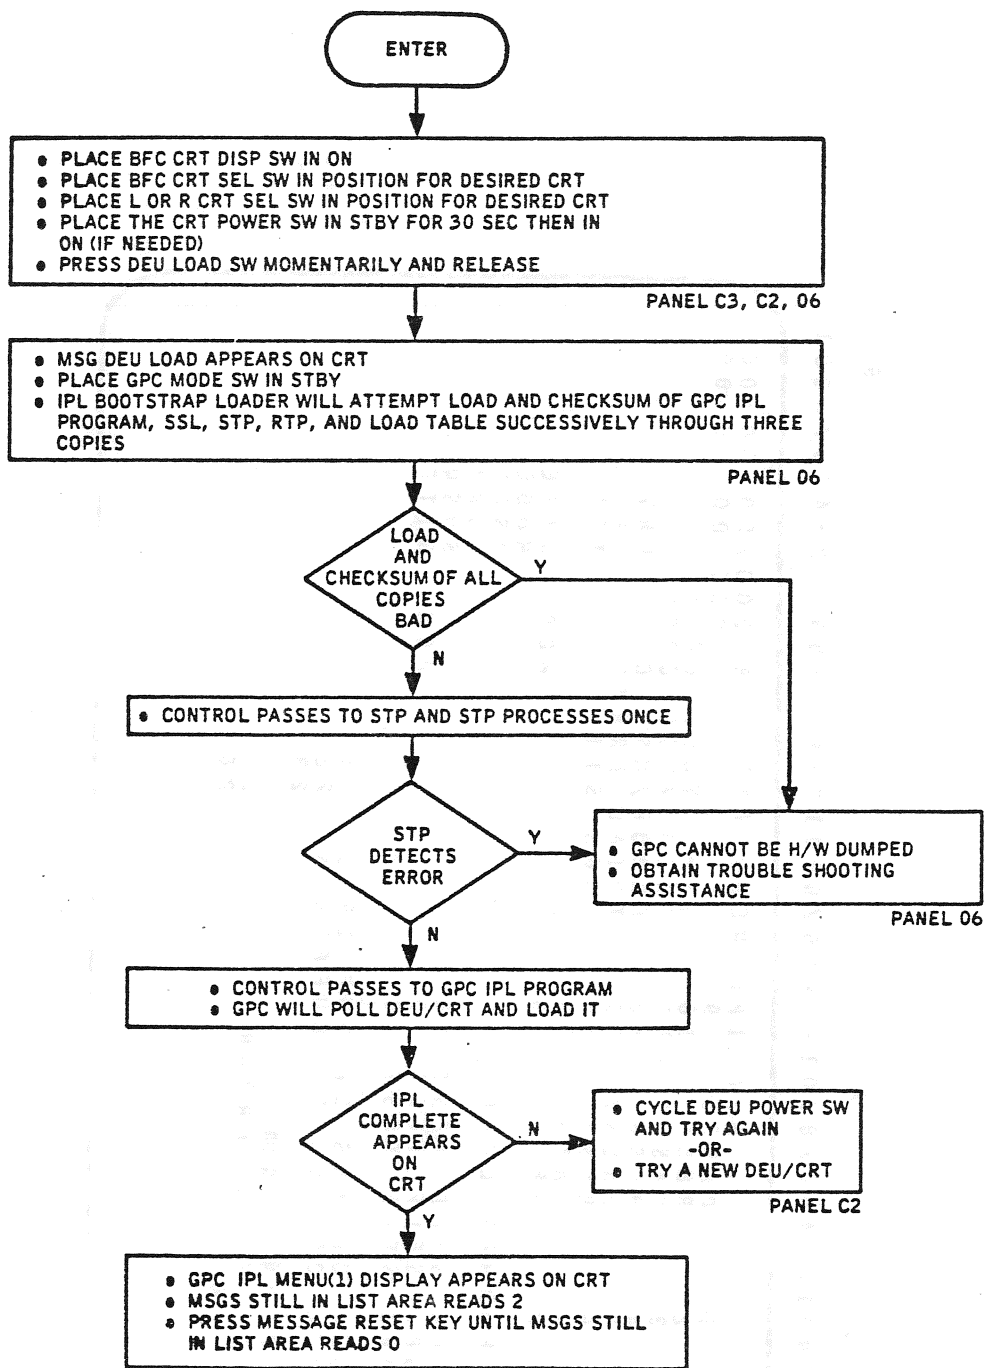 ENTER
• PLACE BFC CRT DISP SW IN ON
• PLACE BFC CRT SEL SW IN POSITION FOR DESIRED CRT
• PLACE L OR R CRT SEL SW IN POSITION FOR DESIRED CRT
• PLACE THE CRT POWER SW IN STBY FOR 30 SEC THEN IN
ON (IF NEEDED)
• PRESS DEU LOAD SW MOMENTARILY AND RELEASE
PANEL C3, C2, 06
• MSG DEU LOAD APPEARS ON CRT
• PLACE GPC MODE SW IN STBY
• IPL BOOTSTRAP LOADER WILL ATTEMPT LOAD AND CHECKSUM OF GPC IPL
PROGRAM, SSL, STP, RTP, AND LOAD TABLE SUCCESSIVELY THROUGH THREE
COPIES
PANEL 06
LOAD
AND
CHECKSUM OF ALL
COPIES
BAD
Y
N
• CONTROL PASSES TO STP AND STP PROCESSES ONCE
STP
DETECTS
ERROR
Y
• GPC CANNOT BE H/W DUMPED
• OBTAIN TROUBLE SHOOTING
ASSISTANCE
PANEL 06
N
• CONTROL PASSES TO GPC IPL PROGRAM
• GPC WILL POLL DEU/CRT AND LOAD IT
IPL
COMPLETE
APPEARS
ON
CRT
N
• CYCLE DEU POWER SW
AND TRY AGAIN
-OR-
• TRY A NEW DEU/CRT
PANEL C2
Y
• GPC IPL MENU(1) DISPLAY APPEARS ON CRT
• MSGS STILL IN LIST AREA READS 2
• PRESS MESSAGE RESET KEY UNTIL MSGS STILL
IN LIST AREA READS 0